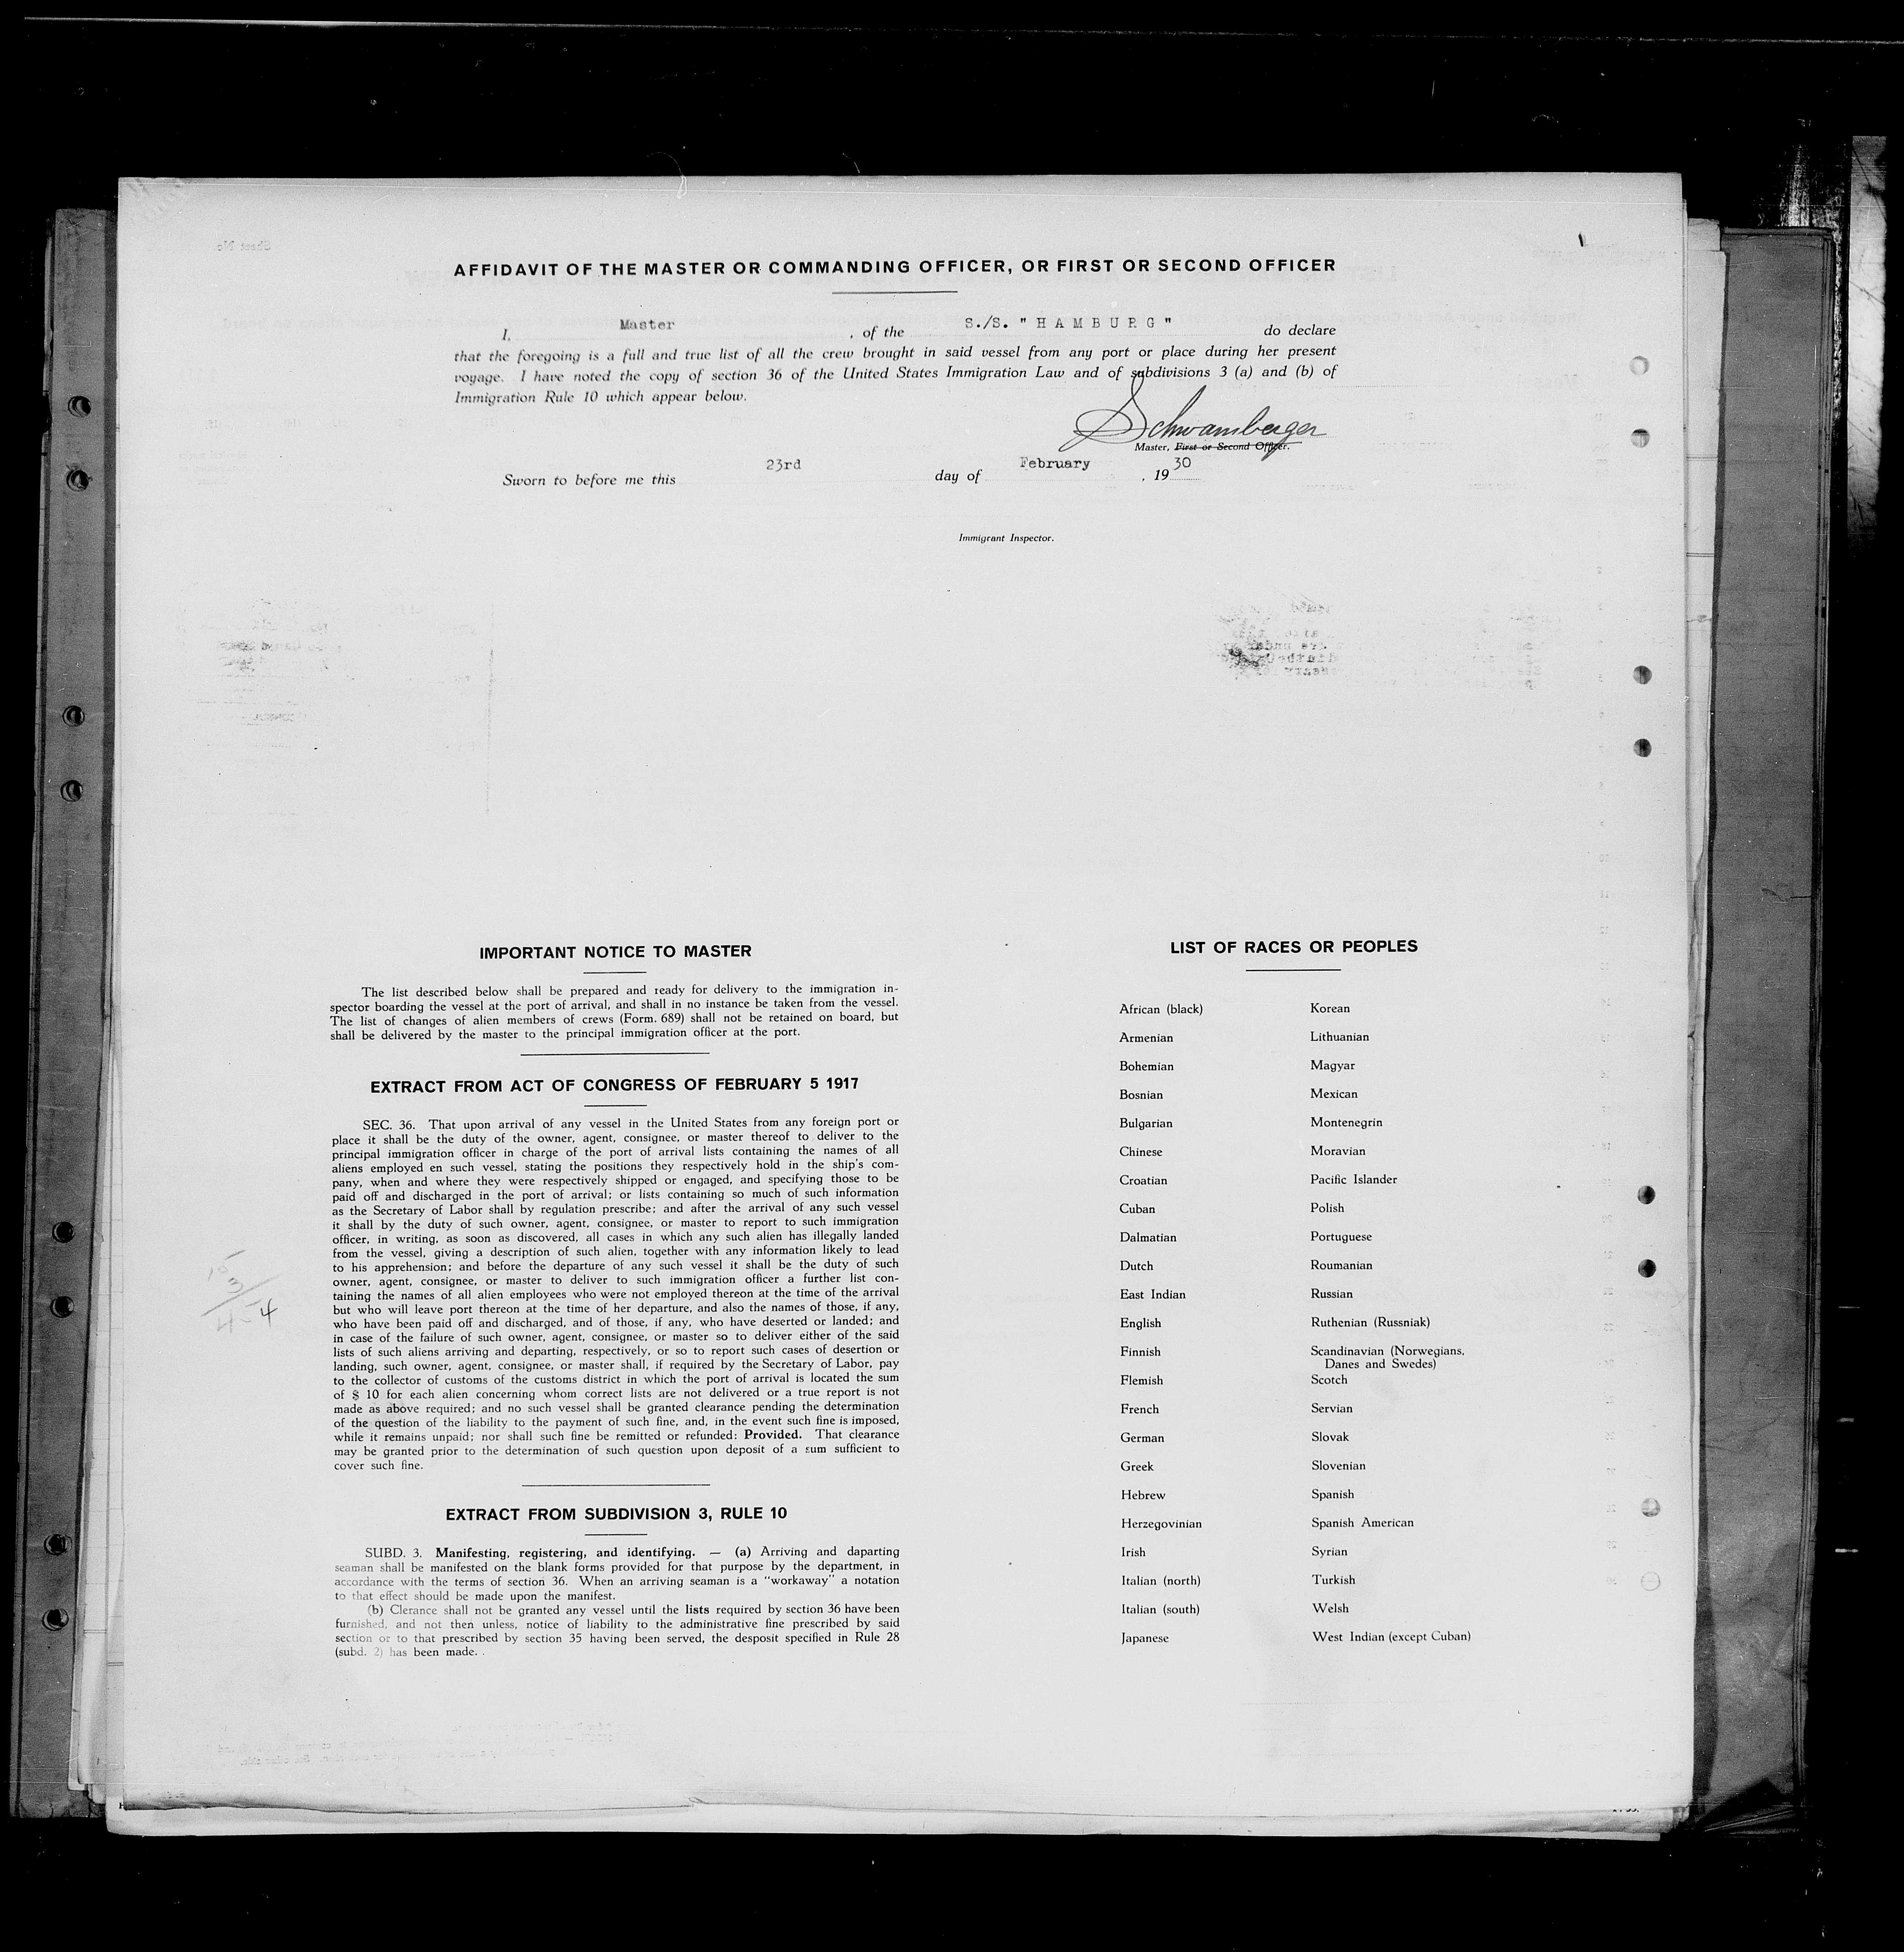 AFFIDAVIT OF THE MASTER OR COMMANDING OFFICER, OR FIRST OR SECOND OFFICER
I, Master , of the S./S. " H A M B U R G " do declare
that the foregoing is a full and true list of all the crew brought in said vessel from any port or place during her present
voyage. I have noted the copy of section 36 of the United States Immigration Law and of subdivisions 3 (a) and (b) of
Immigration Rule 10 which appear below.
Schwamberger
Master, First or Second Officer.
Sworn to before me this 23rd day of February , 19 30
Immigrant Inspector.
IMPORTANT NOTICE TO MASTER
The list described below shall be prepared and ready for delivery to the immigration in-
spector boarding the vessel at the port of arrival, and shall in no instance be taken from the vessel.
The list of changes of alien members of crews (Form. 689) shall not be retained on board, but
shall be delivered by the master to the principal immigration officer at the port.
EXTRACT FROM ACT OF CONGRESS OF FEBRUARY 5 1917
SEC. 36. That upon arrival of any vessel in the United States from any foreign port or
place it shall be the duty of the owner, agent, consignee, or master thereof to deliver to the
principal immigration officer in charge of the port of arrival lists containing the names of all
aliens employed en such vessel, stating the positions they respectively hold in the ship's com-
pany, when and where they were respectively shipped or engaged, and specifying those to be
paid off and discharged in the port of arrival; or lists containing so much of such information
as the Secretary of Labor shall by regulation prescribe; and after the arrival of any such vessel
it shall by the duty of such owner, agent, consignee, or master to report to such immigration
officer, in writing, as soon as discovered, all cases in which any such alien has illegally landed
from the vessel, giving a description of such alien, together with any information likely to lead
to his apprehension; and before the departure of any such vessel it shall be the duty of such
owner, agent, consignee, or master to deliver to such immigration officer a further list con-
taining the names of all alien employees who were not employed thereon at the time of the arrival
but who will leave port thereon at the time of her departure, and also the names of those, if any,
who have been paid off and discharged, and of those, if any, who have deserted or landed; and
in case of the failure of such owner, agent, consignee, or master so to deliver either of the said
lists of such aliens arriving and departing, respectively, or so to report such cases of desertion or
landing, such owner, agent, consignee, or master shall, if required by the Secretary of Labor, pay
to the collector of customs of the customs district in which the port of arrival is located the sum
of $ 10 for each alien concerning whom correct lists are not delivered or a true report is not
made as above required; and no such vessel shall be granted clearance pending the determination
of the question of the liability to the payment of such fine, and, in the event such fine is imposed,
while it remains unpaid; nor shall such fine be remitted or refunded: Provided. That clearance
may be granted prior to the determination of such question upon deposit of a sum sufficient to
cover such fine.
EXTRACT FROM SUBDIVISION 3, RULE 10
SUBD. 3. Manifesting, registering, and identifying. — (a) Arriving and daparting
seaman shall be manifested on the blank forms provided for that purpose by the department, in
accordance with the terms of section 36. When an arriving seaman is a "workaway" a notation
to that effect should be made upon the manifest.
(b) Clerance shall not be granted any vessel until the lists required by section 36 have been
furnished, and not then unless, notice of liability to the administrative fine prescribed by said
section or to that prescribed by section 35 having been served, the desposit specified in Rule 28
(subd. 2) has been made.
LIST OF RACES OR PEOPLES
African (black)
Armenian
Bohemian
Bosnian
Bulgarian
Chinese
Croatian
Cuban
Dalmatian
Dutch
East Indian
English
Finnish
Flemish
French
German
Greek
Hebrew
Herzegovinian
Irish
Italian (north)
Italian (south)
Japanese
Korean
Lithuanian
Magyar
Mexican
Montenegrin
Moravian
Pacific Islander
Polish
Portuguese
Roumanian
Russian
Ruthenian (Russniak)
Scandinavian (Norwegians,
Danes and Swedes)
Scotch
Servian
Slovak
Slovenian
Spanish
Spanish American
Syrian
Turkish
Welsh
West Indian (except Cuban)